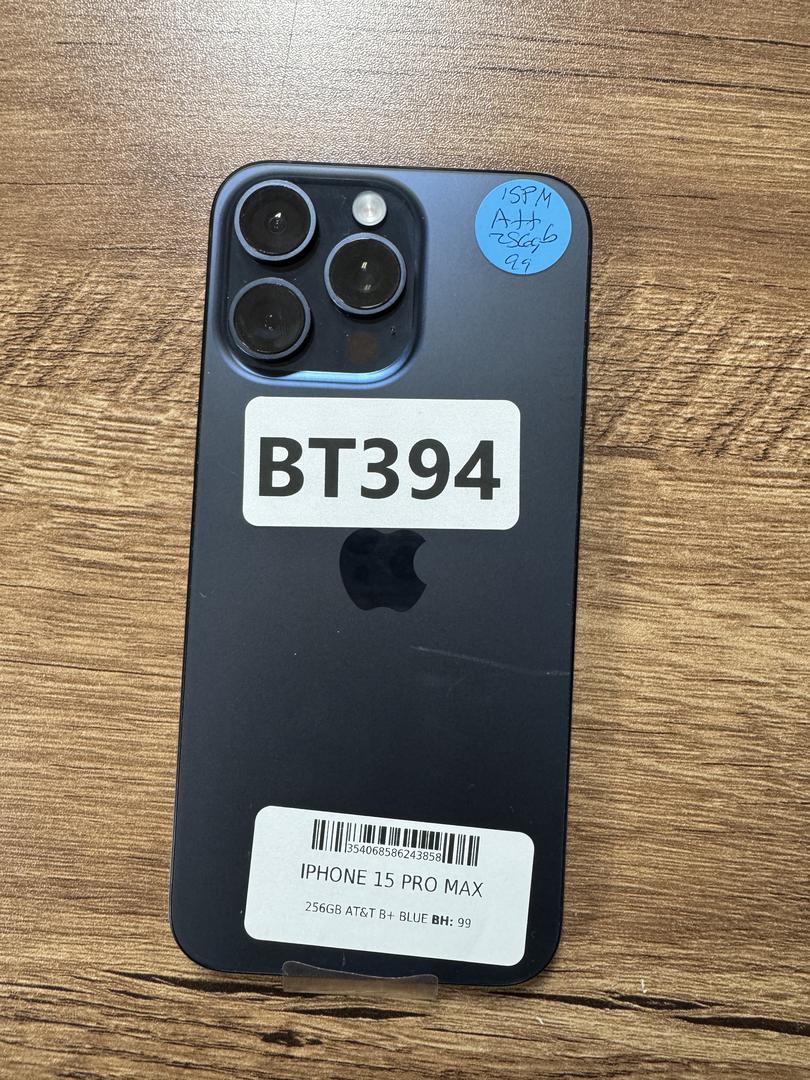 15PM
Att
256gb
99
BT394
354068586243858
IPHONE 15 PRO MAX
256GB AT&T B+ BLUE BH: 99